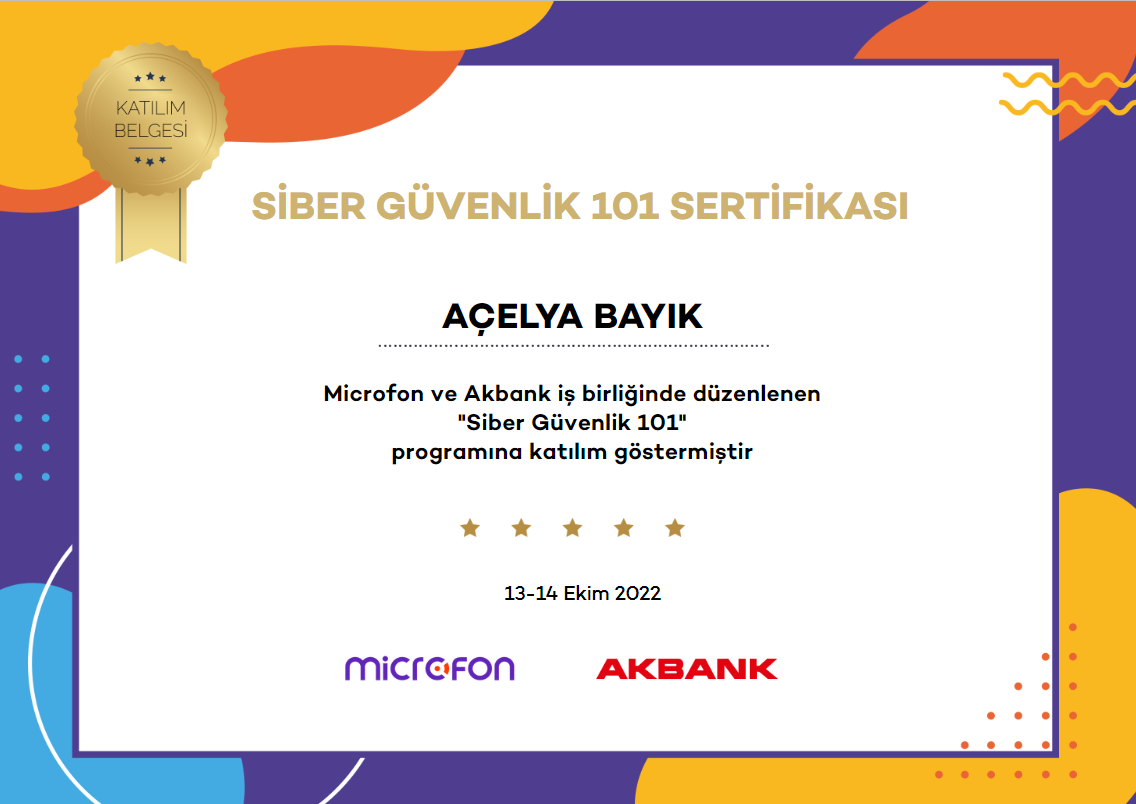 KATILIM
BELGESİ
SİBER GÜVENLİK 101 SERTİFİKASI
AÇELYA BAYIK
Microfon ve Akbank iş birliğinde düzenlenen
"Siber Güvenlik 101"
programına katılım göstermiştir
13-14 Ekim 2022
microfon
AKBANK